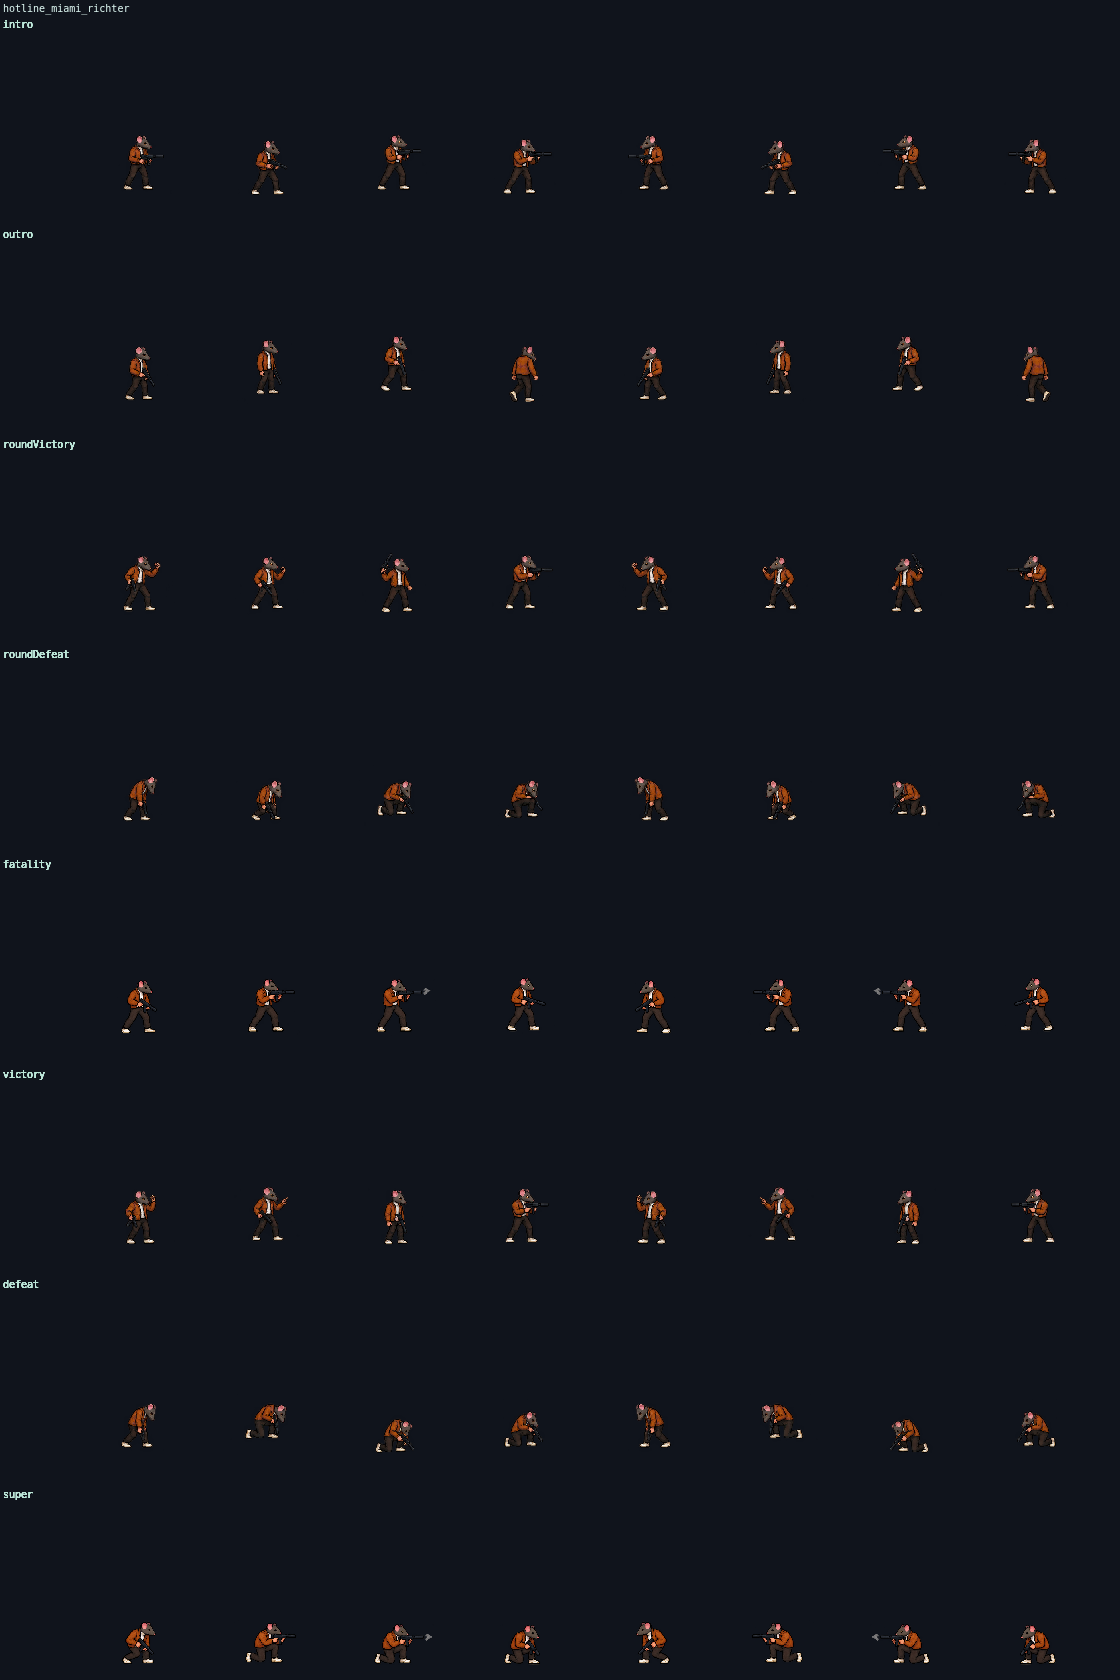 hotline_miami_richter
intro
outro
roundVictory
roundDefeat
fatality
victory
defeat
super